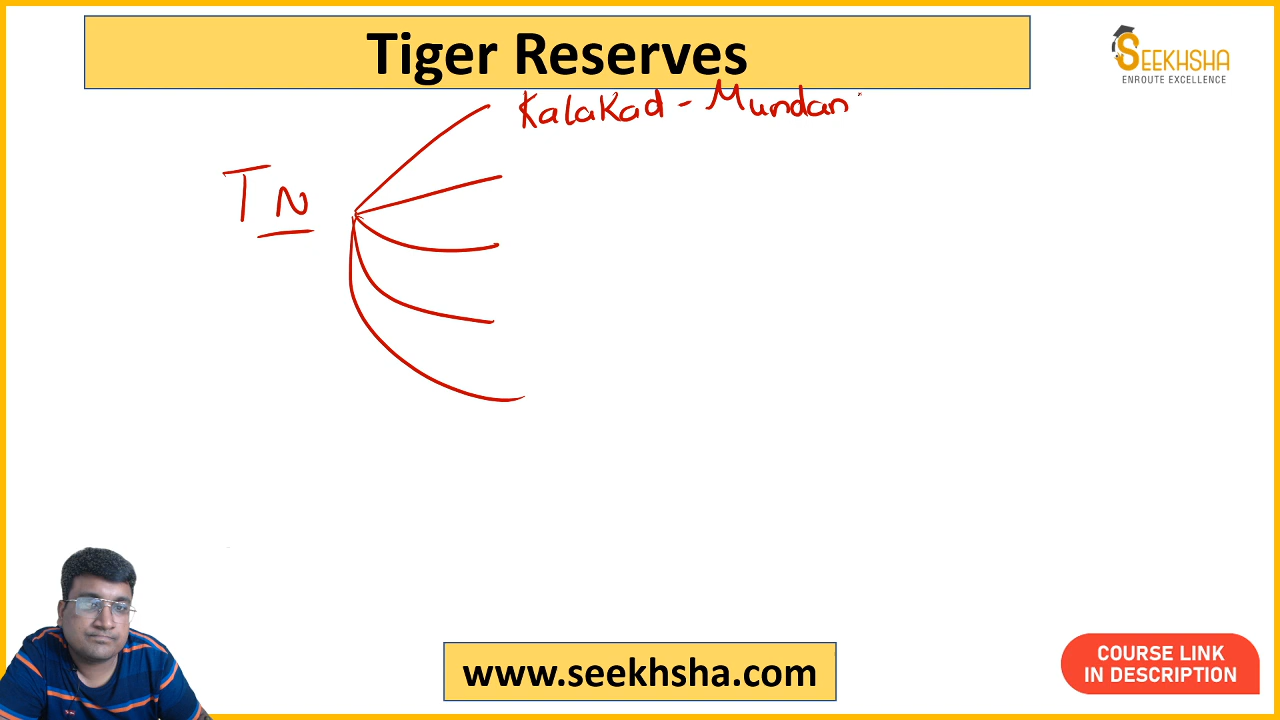 Tiger Reserves
SEEKHSHA
ENROUTE EXCELLENCE
Kalakad - Mundan
TN
www.seekhsha.com
COURSE LINK
IN DESCRIPTION